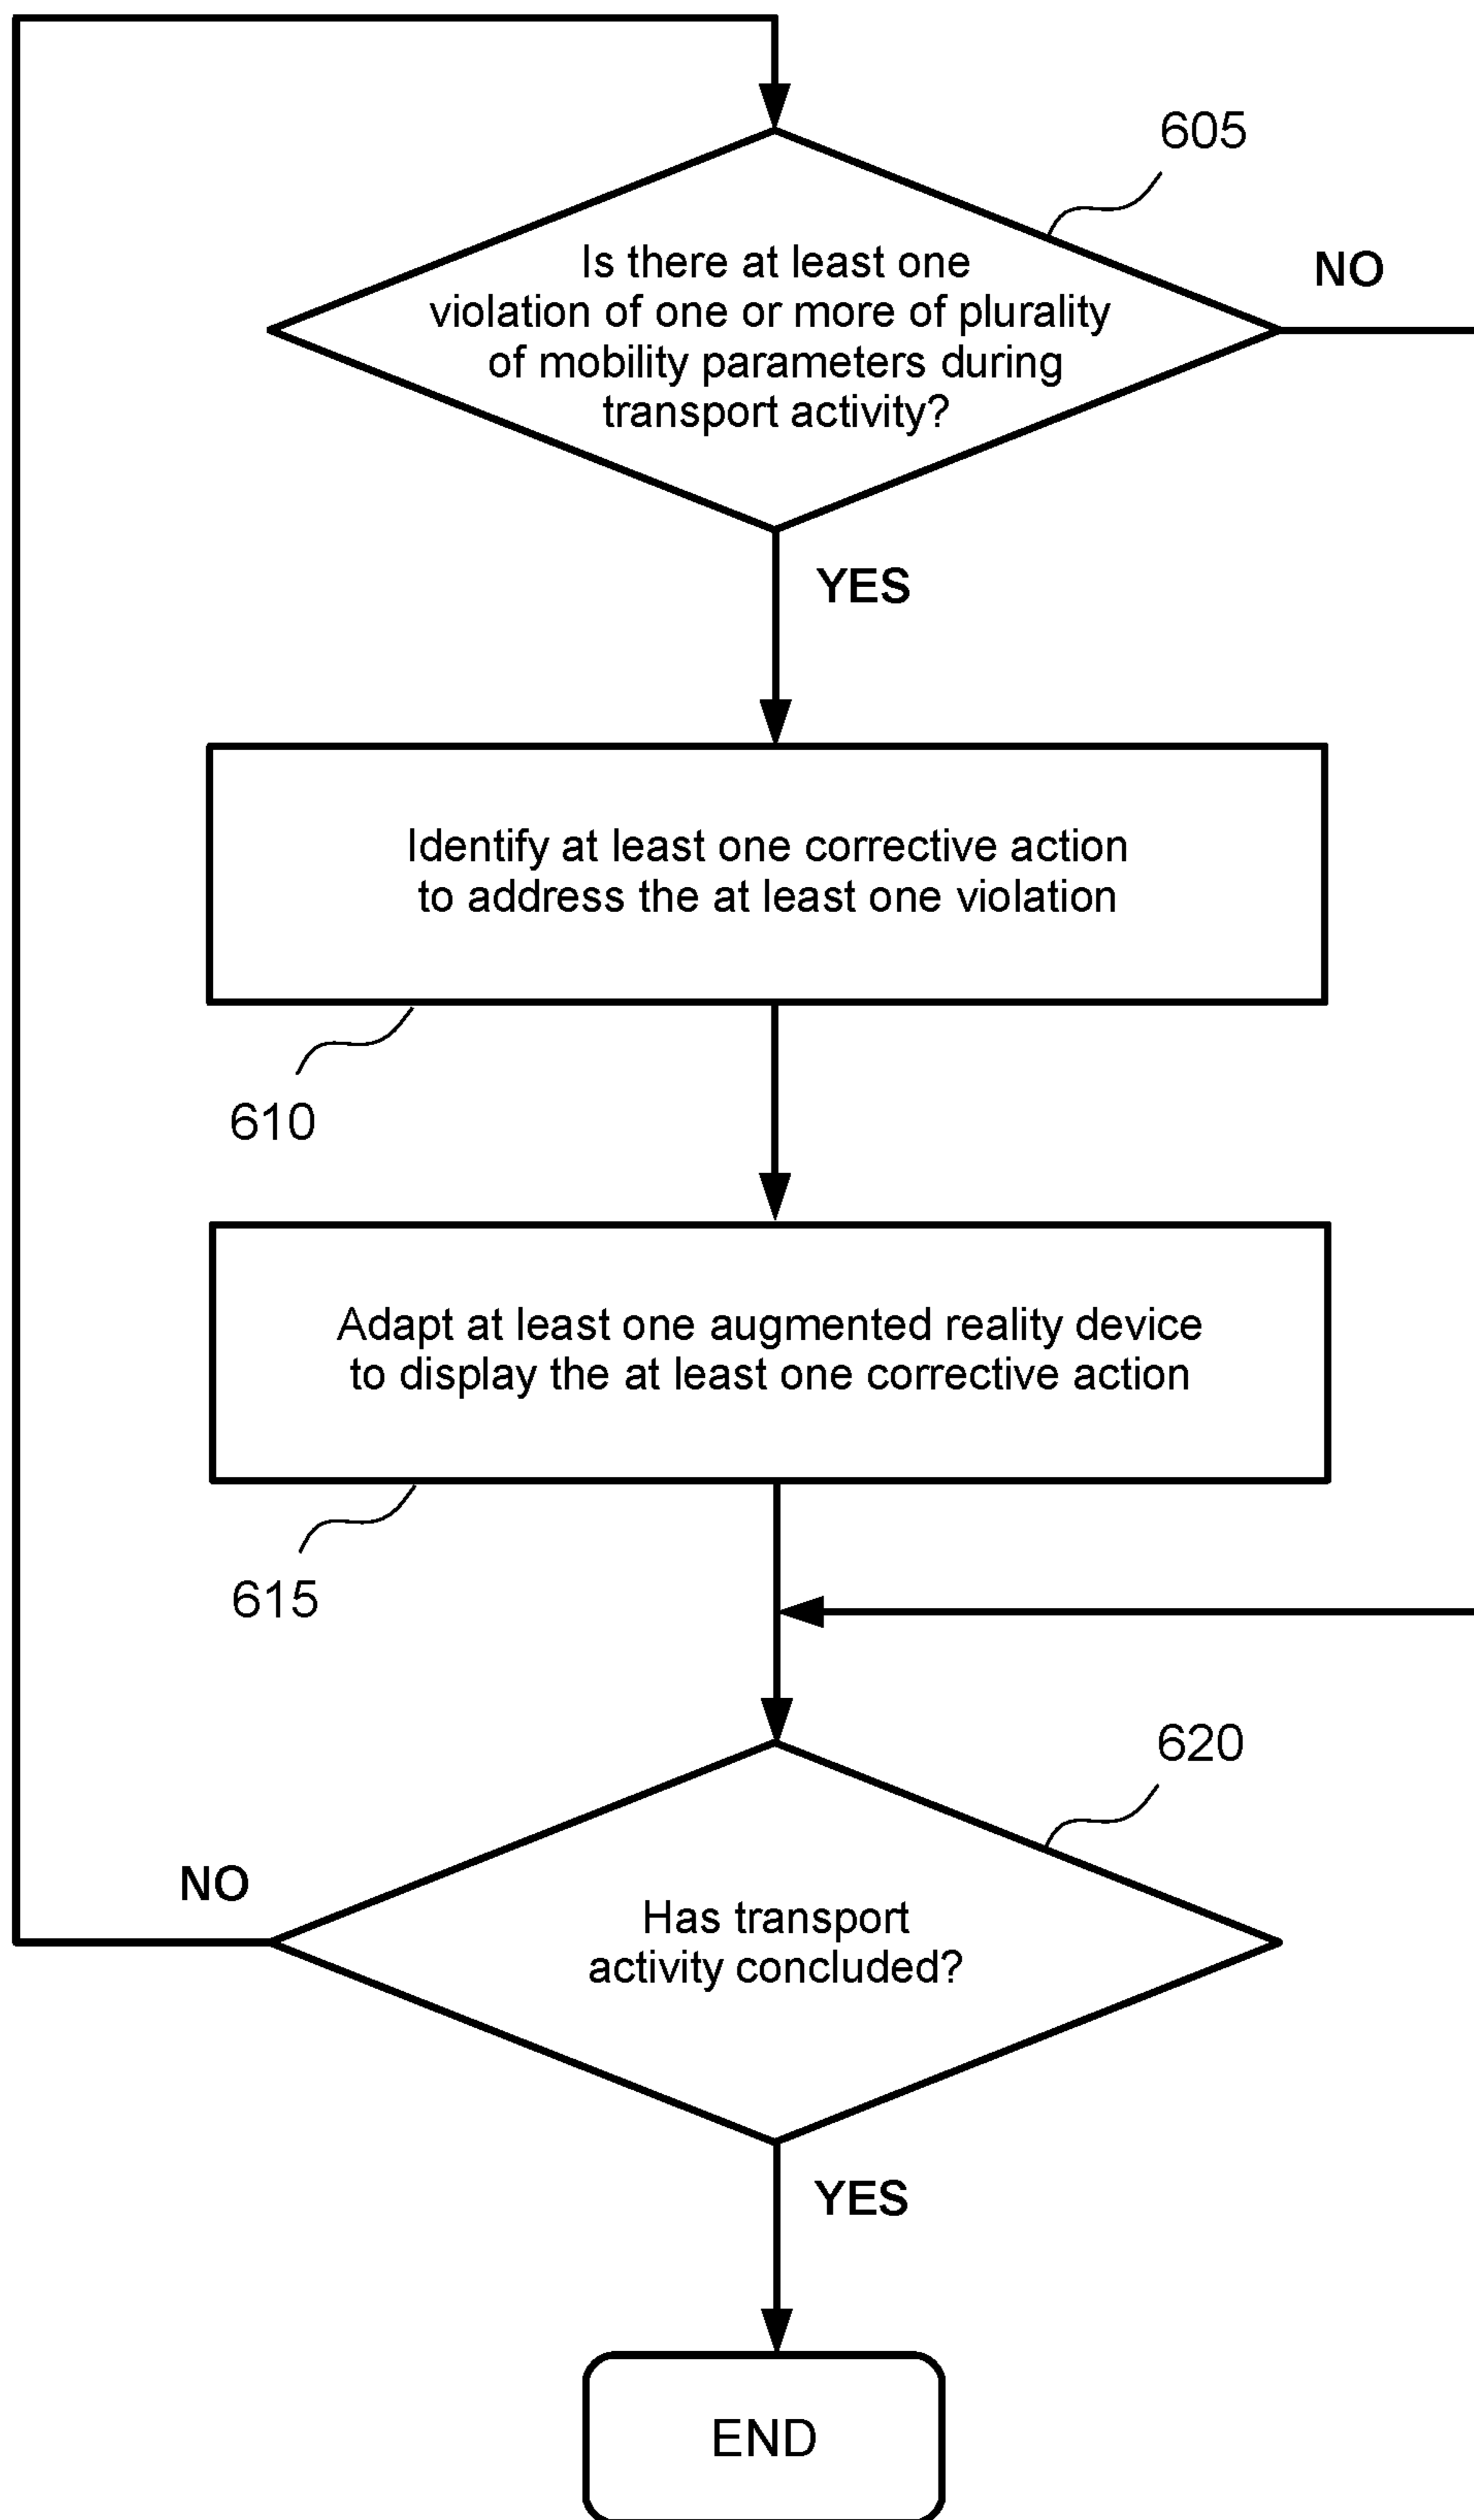 605
Is there at least one
violation of one or more of plurality
of mobility parameters during
transport activity?
NO
YES
Identify at least one corrective action
to address the at least one violation
610
Adapt at least one augmented reality device
to display the at least one corrective action
615
620
NO
Has transport
activity concluded?
YES
END